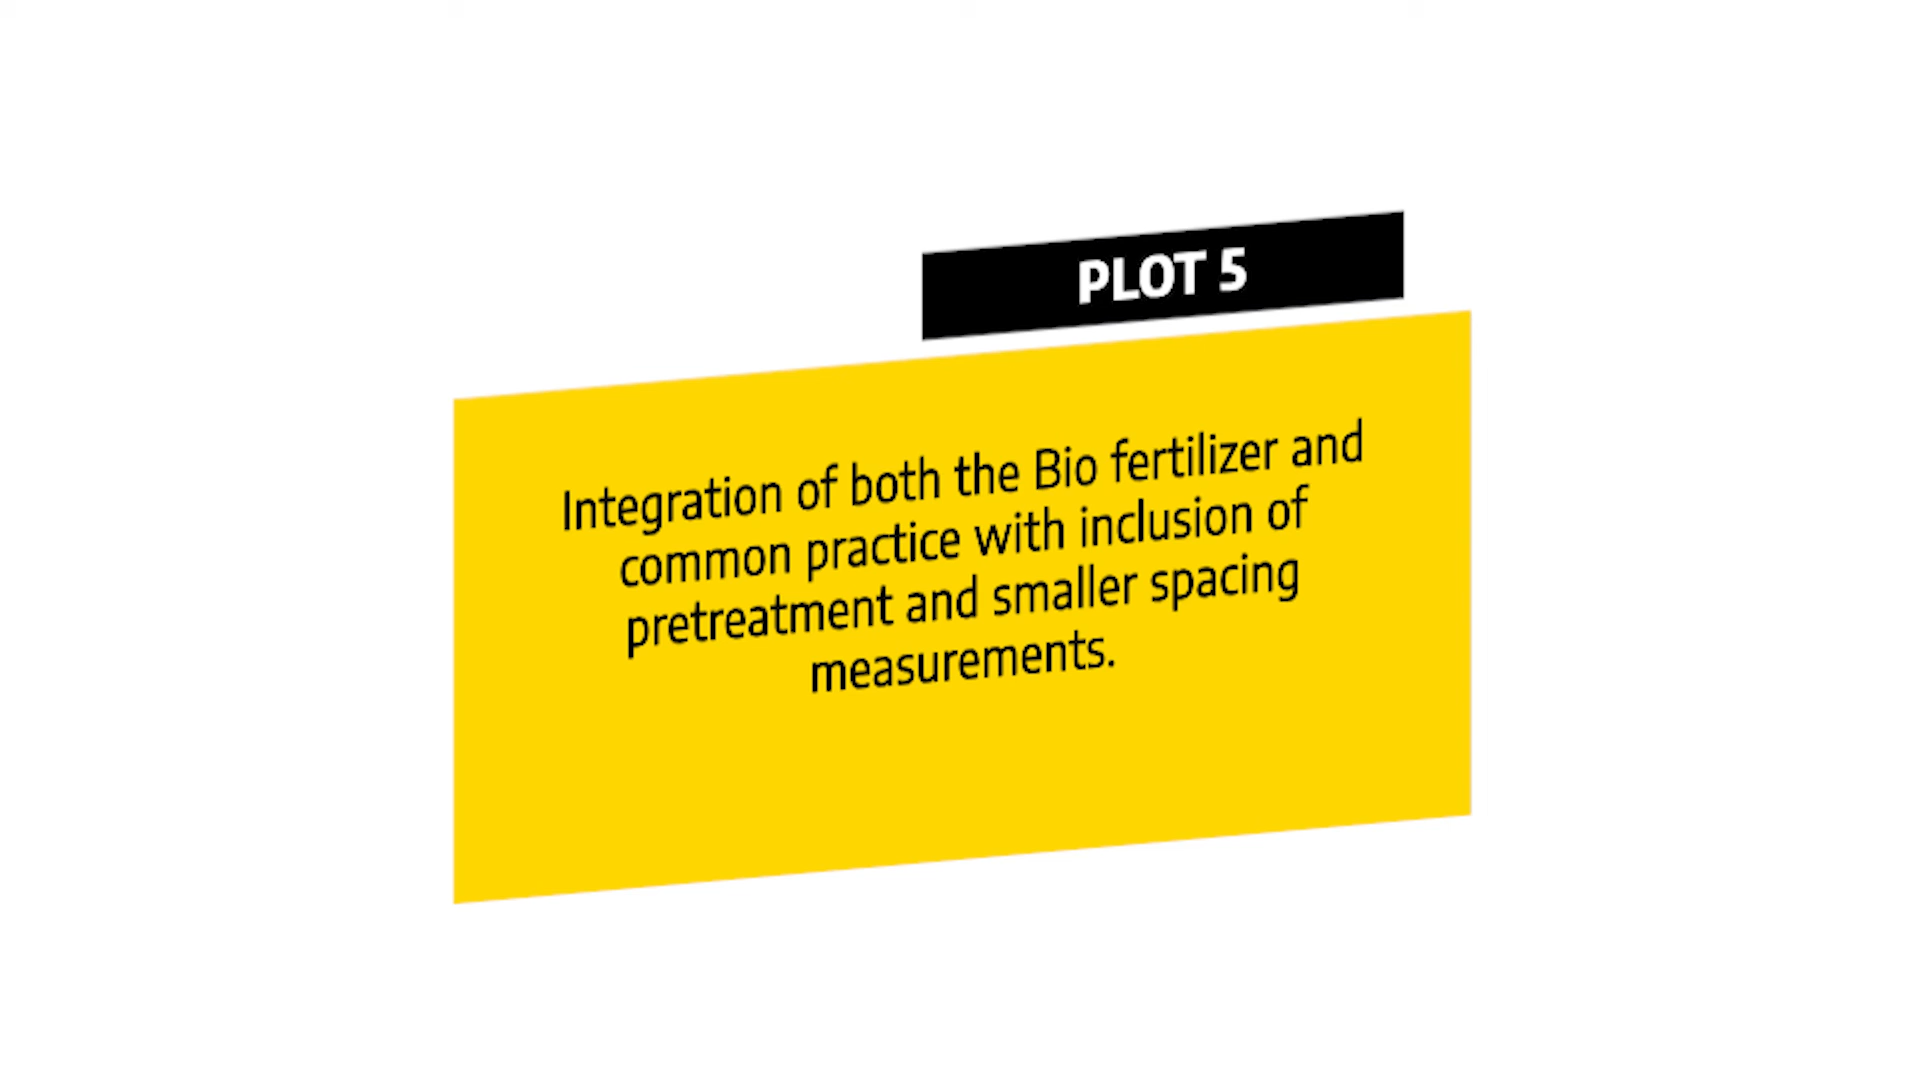 PLOT 5
Integration of both the Bio fertilizer and
common practice with inclusion of
pretreatment and smaller spacing
measurements.